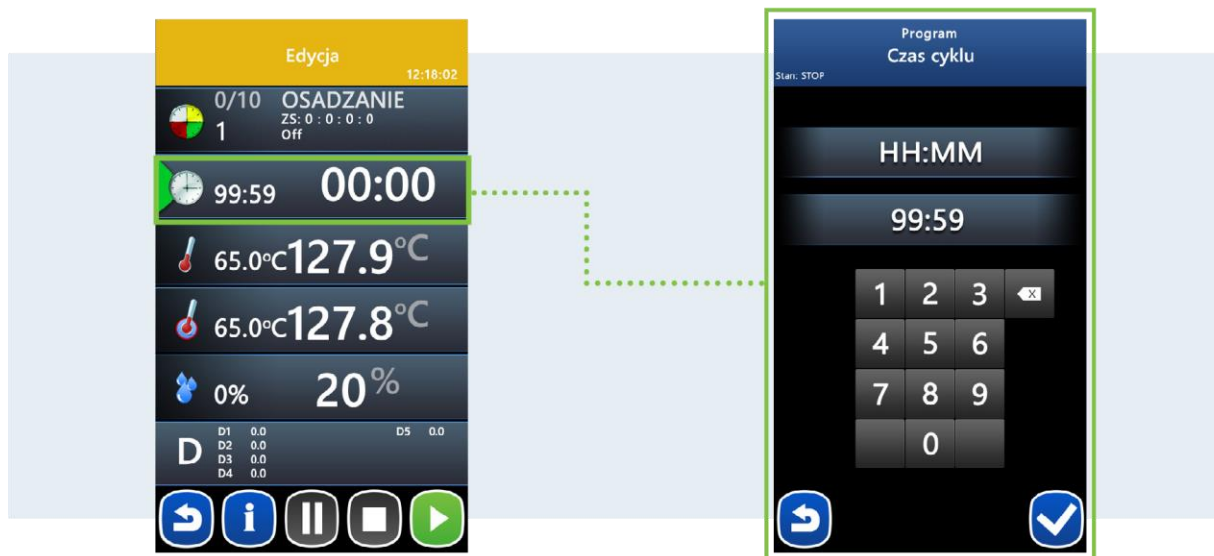 Edycja
12:18:02
0/10 OSADZANIE
ZS: 0 : 0 : 0 : 0
1 Off
99:59 00:00
65.0°C 127.9°C
65.0°C 127.8°C
0% 20%
D
D1 0.0 D5 0.0
D2 0.0
D3 0.0
D4 0.0
i
Program
Czas cyklu
Stan: STOP
HH:MM
99:59
1 2 3 X
4 5 6
7 8 9
0